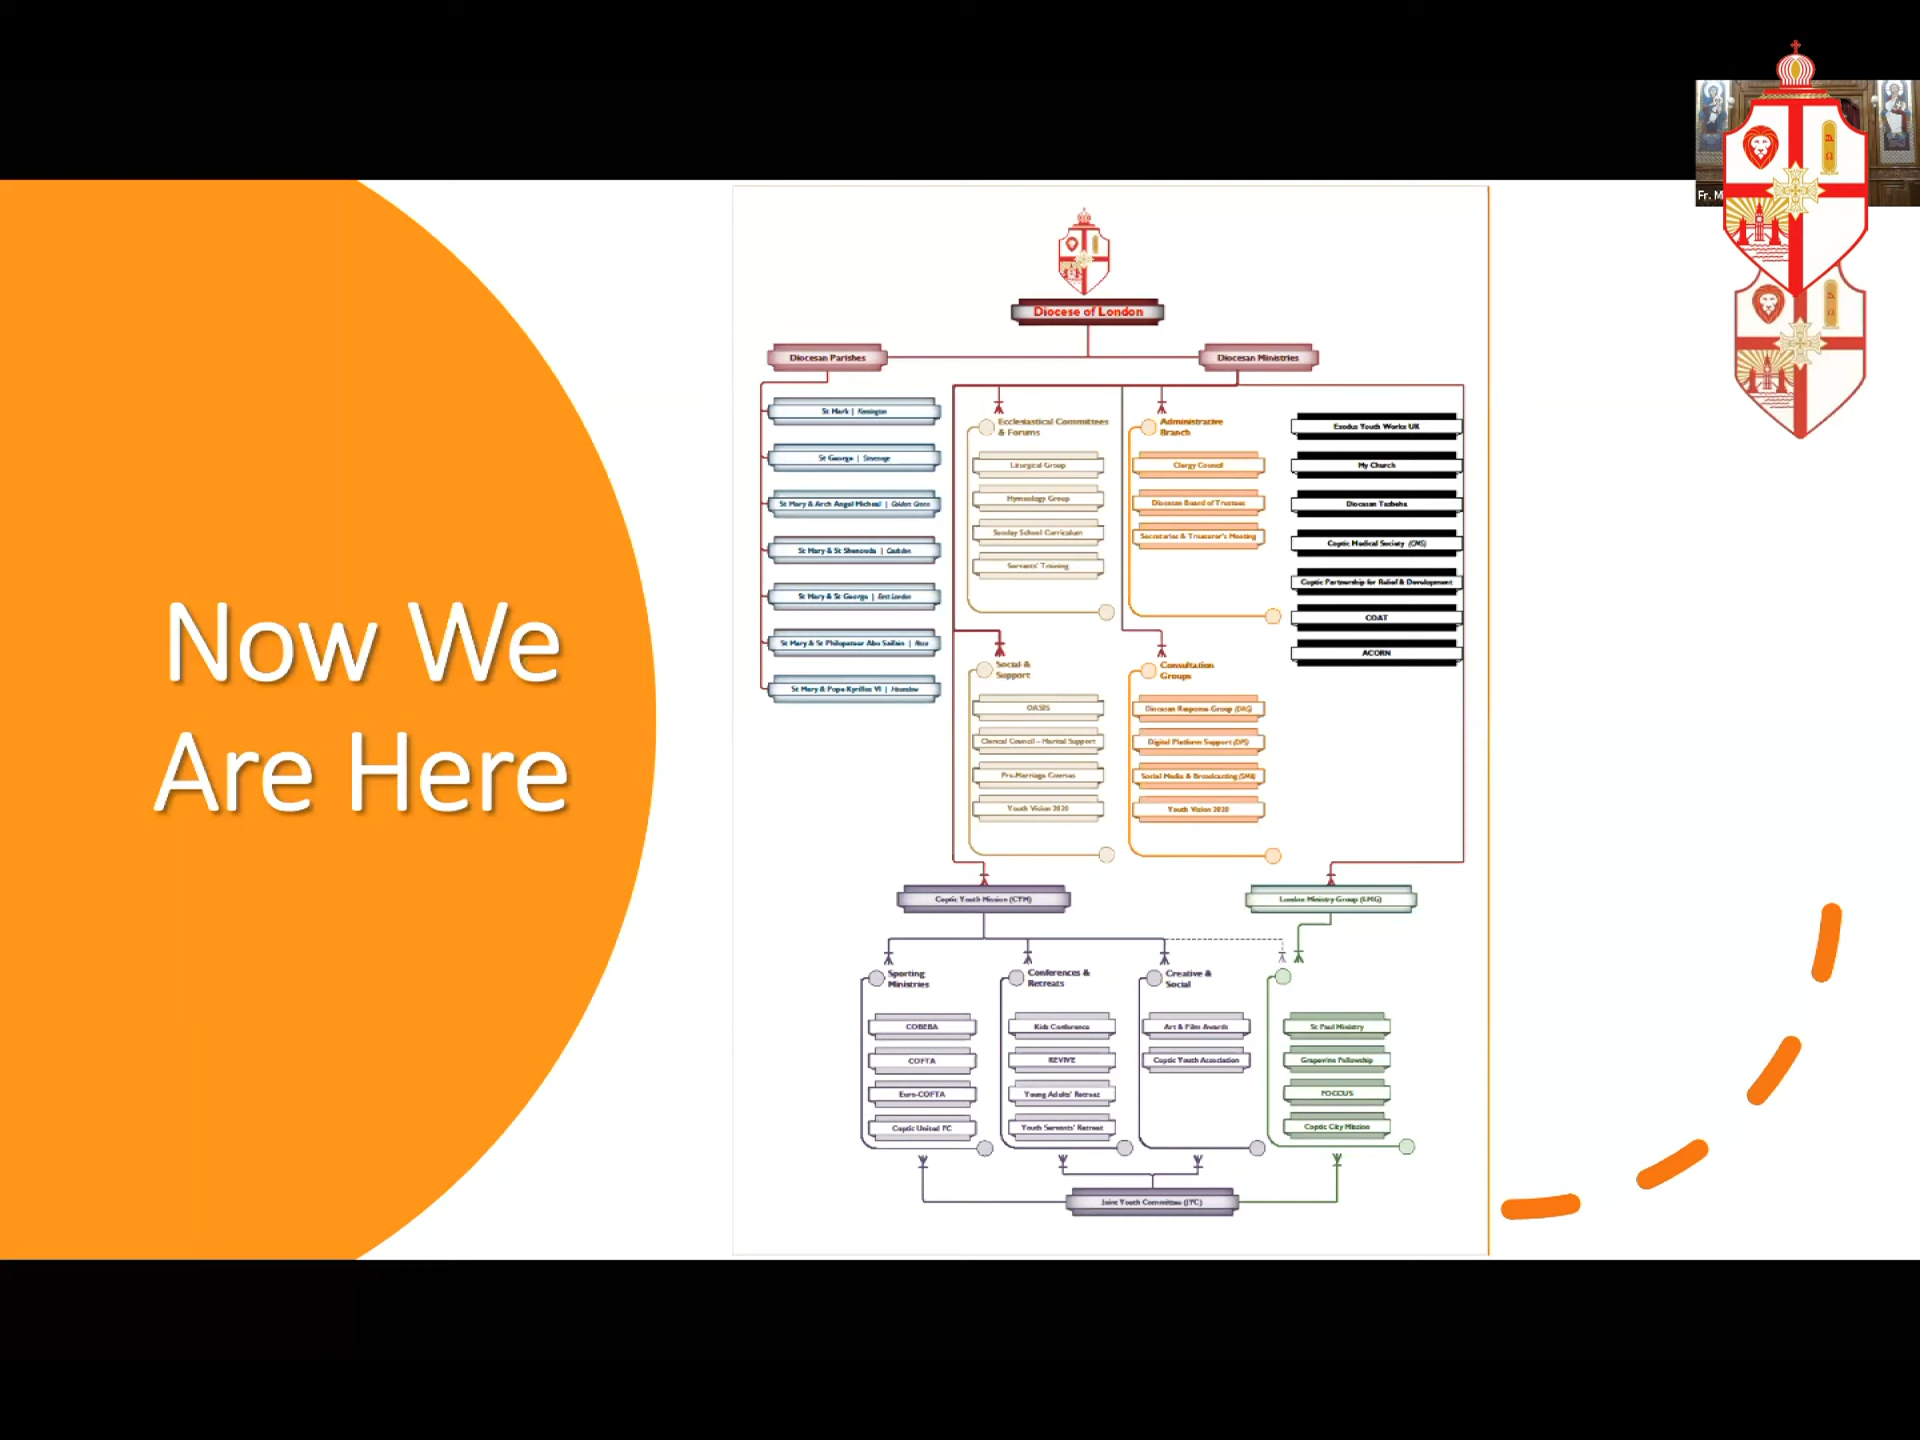 Fr. M
Now We
Are Here
Diocese of London
Diocesan Parishes
Diocesan Ministries
St Mark | Kensington
St George | Stevenage
St Mary & Arch Angel Micheal | Golders Green
St Mary & St Shenouda | Coulsdon
St Mary & St George | East London
St Mary & St Philopateer Abu Saifain |
St Mary & Pope Kyrillos VI | Hounslow
Ecclesiastical Committees
& Forums
Liturgical Group
Hymnology Group
Sunday School Curriculum
Servants' Training
Administrative
Branch
Clergy Council
Diocesan Board of Trustees
Secretaries & Treasurer's Meeting
Exodus Youth Works UK
My Church
Diocesan Tasbeha
Coptic Medical Society (CMS)
Coptic Partnership for Relief & Development
COAT
ACORN
Social &
Support
OASIS
Clerical Council – Marital Support
Pre-Marriage Courses
Youth Vision 2020
Consultation
Groups
Diocesan Response Group (DRG)
Digital Platform Support (DPS)
Social Media & Broadcasting (SMB)
Youth Vision 2020
Coptic Youth Mission (CYM)
London Ministry Group (LMG)
Sporting
Ministries
COBEBA
COFTA
Euro-COFTA
Coptic United FC
Conferences &
Retreats
Kids Conference
REVIVE
Young Adults' Retreat
Youth Servants' Retreat
Creative &
Social
Art & Film Awards
Coptic Youth Association
St Paul Ministry
Grapevine Fellowship
FOCCUS
Coptic City Mission
Joint Youth Committee (JYC)